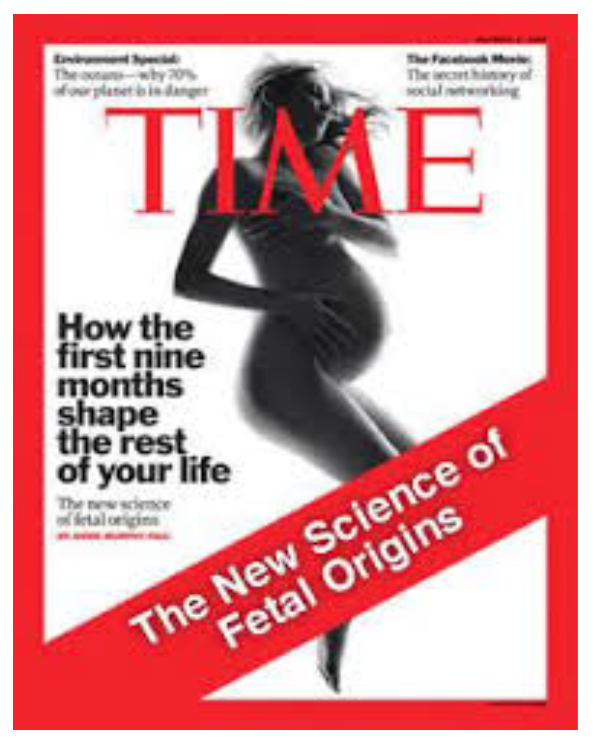 Environment Special:
The oceans—why 70%
of our planet is in danger
The Facebook Movie:
The secret history of
social networking
TIME
How the
first nine
months
shape
the rest
of your life
The new science
of fetal origins
BY ANNIE MURPHY PAUL
The New Science of
Fetal Origins